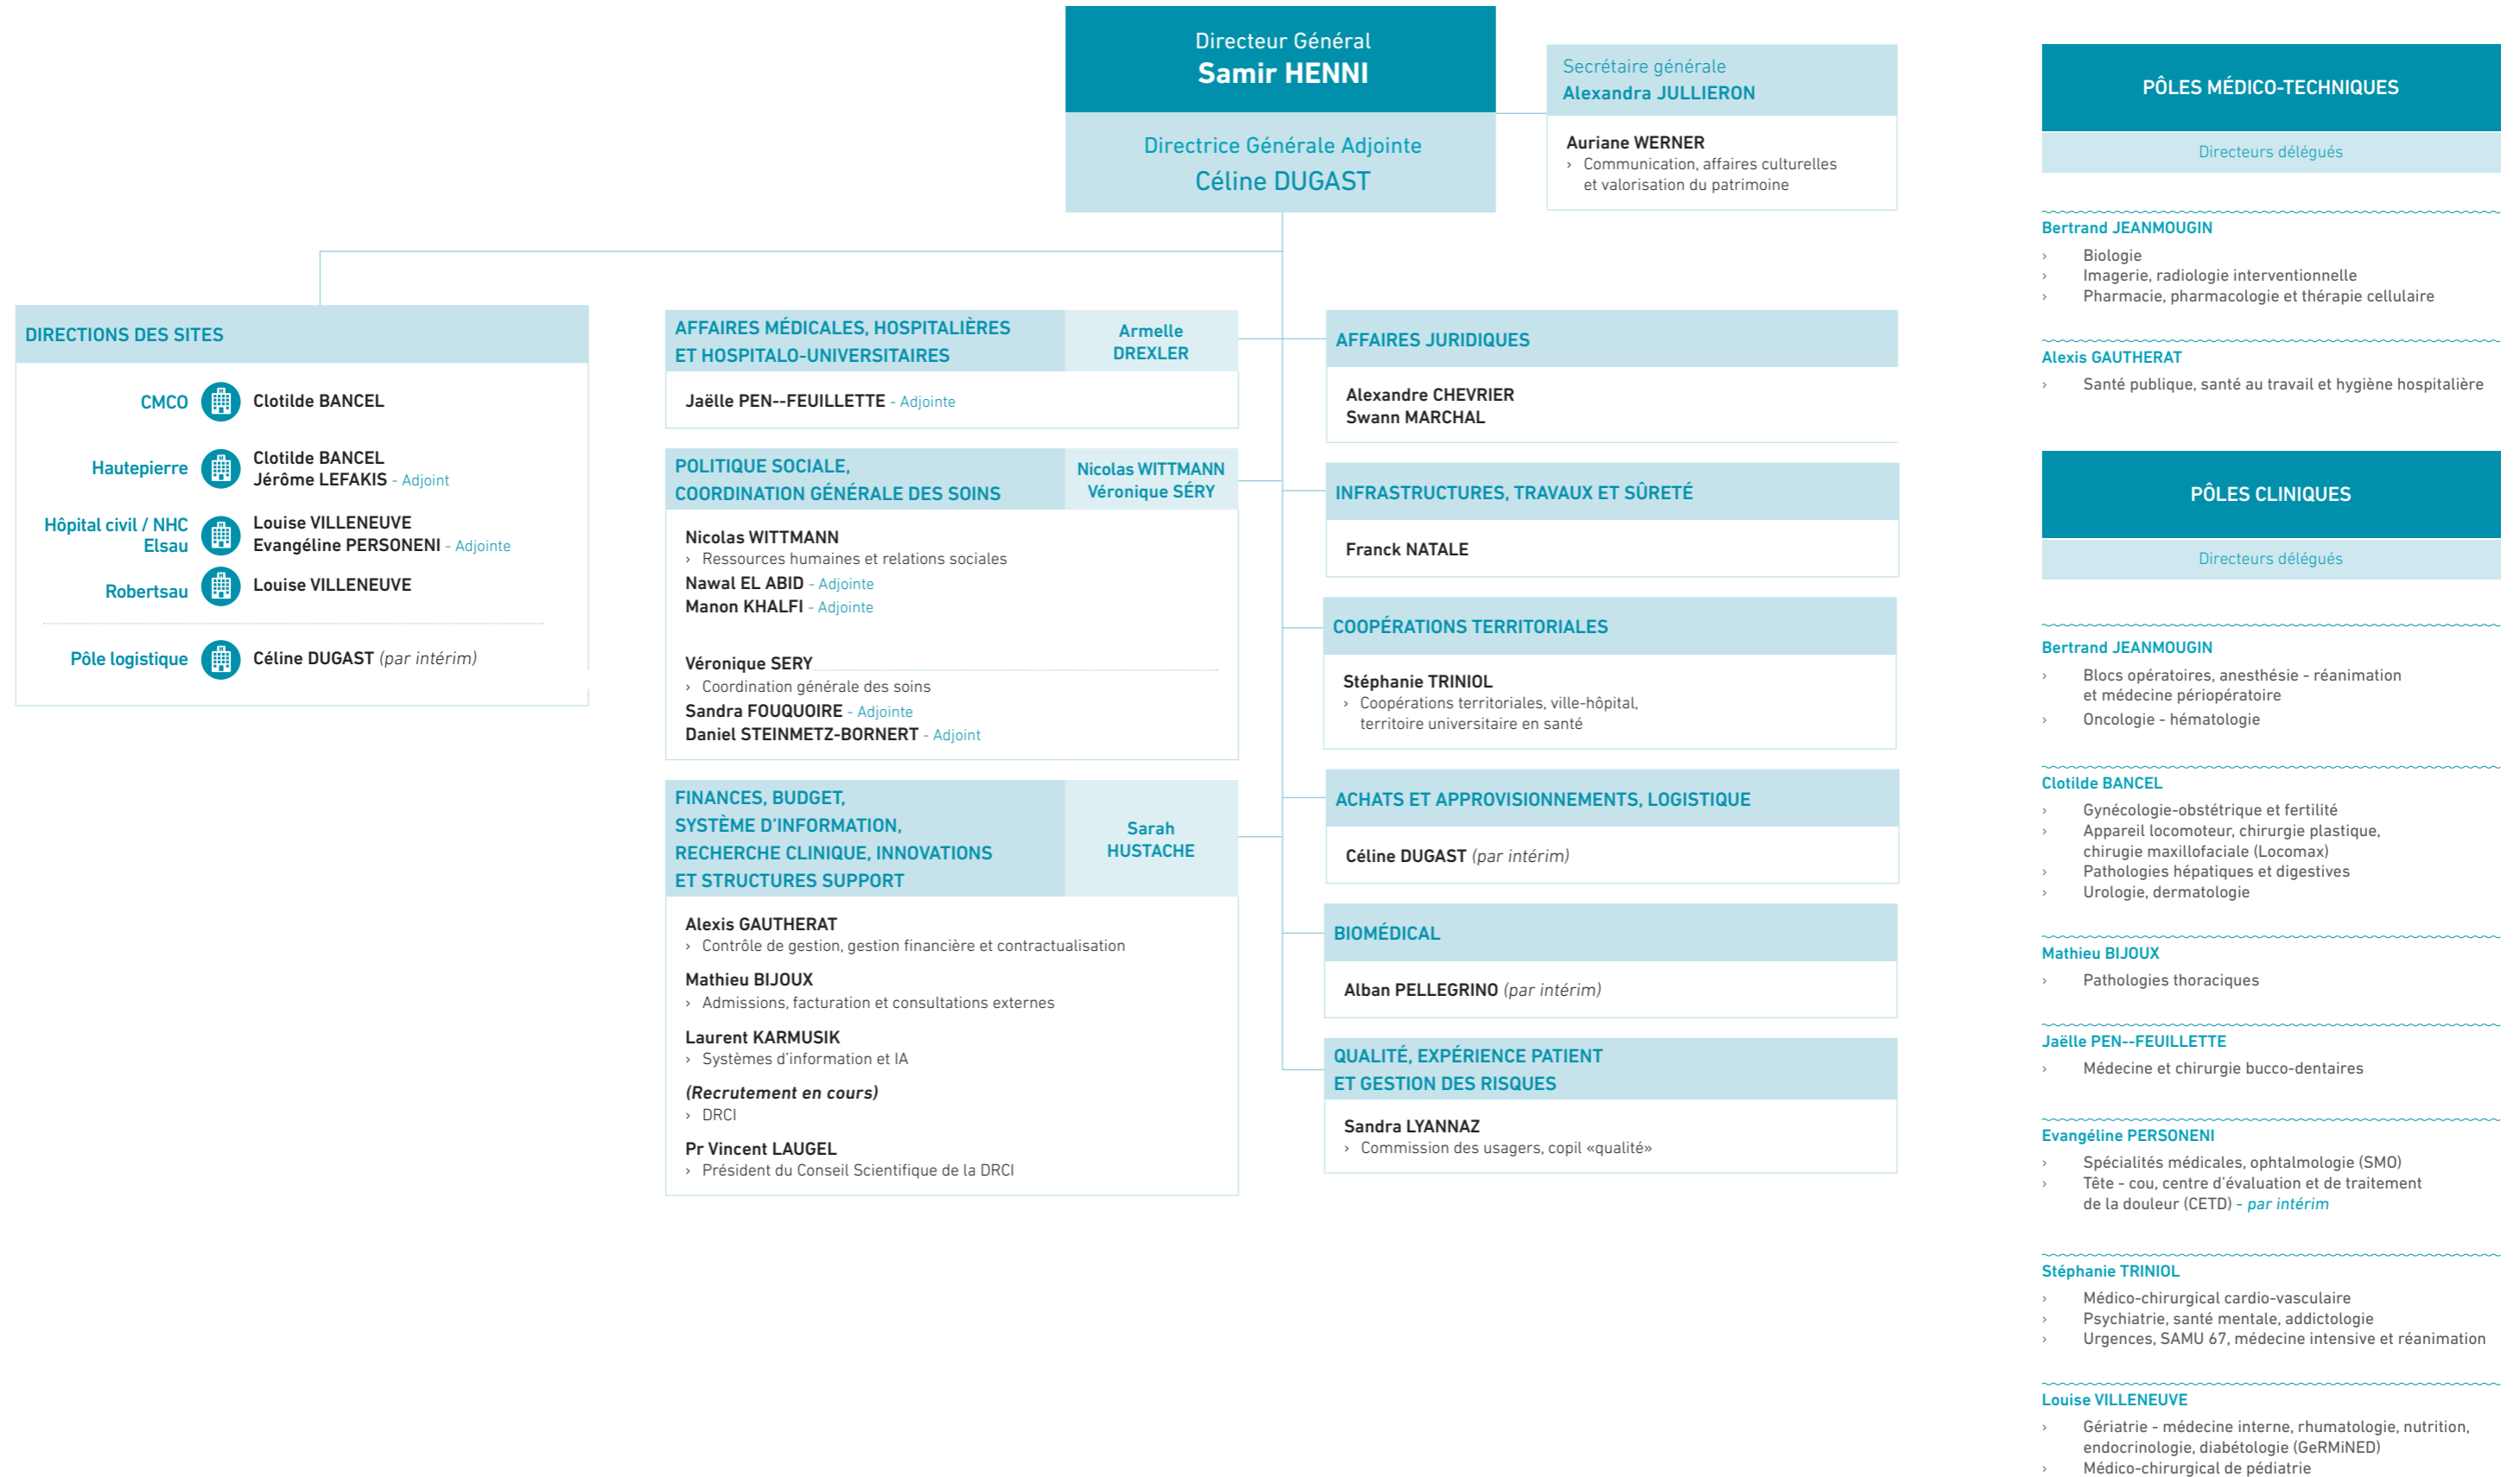 Directeur Général
Samir HENNI
Directrice Générale Adjointe
Céline DUGAST
Secrétaire générale
Alexandra JULLIERON
Auriane WERNER
› Communication, affaires culturelles
et valorisation du patrimoine
DIRECTIONS DES SITES
CMCO Clotilde BANCEL
Hautepierre Clotilde BANCEL
Jérôme LEFAKIS - Adjoint
Hôpital civil / NHC Louise VILLENEUVE
Elsau Evangéline PERSONENI - Adjointe
Robertsau Louise VILLENEUVE
Pôle logistique Céline DUGAST (par intérim)
AFFAIRES MÉDICALES, HOSPITALIÈRES
ET HOSPITALO-UNIVERSITAIRES
Armelle
DREXLER
Jaëlle PEN--FEUILLETTE - Adjointe
POLITIQUE SOCIALE,
COORDINATION GÉNÉRALE DES SOINS
Nicolas WITTMANN
Véronique SÉRY
Nicolas WITTMANN
› Ressources humaines et relations sociales
Nawal EL ABID - Adjointe
Manon KHALFI - Adjointe
Véronique SERY
› Coordination générale des soins
Sandra FOUQUOIRE - Adjointe
Daniel STEINMETZ-BORNERT - Adjoint
FINANCES, BUDGET,
SYSTÈME D'INFORMATION,
RECHERCHE CLINIQUE, INNOVATIONS
ET STRUCTURES SUPPORT
Sarah
HUSTACHE
Alexis GAUTHERAT
› Contrôle de gestion, gestion financière et contractualisation
Mathieu BIJOUX
› Admissions, facturation et consultations externes
Laurent KARMUSIK
› Systèmes d'information et IA
(Recrutement en cours)
› DRCI
Pr Vincent LAUGEL
› Président du Conseil Scientifique de la DRCI
AFFAIRES JURIDIQUES
Alexandre CHEVRIER
Swann MARCHAL
INFRASTRUCTURES, TRAVAUX ET SÛRETÉ
Franck NATALE
COOPÉRATIONS TERRITORIALES
Stéphanie TRINIOL
› Coopérations territoriales, ville-hôpital,
territoire universitaire en santé
ACHATS ET APPROVISIONNEMENTS, LOGISTIQUE
Céline DUGAST (par intérim)
BIOMÉDICAL
Alban PELLEGRINO (par intérim)
QUALITÉ, EXPÉRIENCE PATIENT
ET GESTION DES RISQUES
Sandra LYANNAZ
› Commission des usagers, copil «qualité»
PÔLES MÉDICO-TECHNIQUES
Directeurs délégués
Bertrand JEANMOUGIN
› Biologie
› Imagerie, radiologie interventionnelle
› Pharmacie, pharmacologie et thérapie cellulaire
Alexis GAUTHERAT
› Santé publique, santé au travail et hygiène hospitalière
PÔLES CLINIQUES
Directeurs délégués
Bertrand JEANMOUGIN
› Blocs opératoires, anesthésie - réanimation
et médecine périopératoire
› Oncologie - hématologie
Clotilde BANCEL
› Gynécologie-obstétrique et fertilité
› Appareil locomoteur, chirurgie plastique,
chirugie maxillofaciale (Locomax)
› Pathologies hépatiques et digestives
› Urologie, dermatologie
Mathieu BIJOUX
› Pathologies thoraciques
Jaëlle PEN--FEUILLETTE
› Médecine et chirurgie bucco-dentaires
Evangéline PERSONENI
› Spécialités médicales, ophtalmologie (SMO)
› Tête - cou, centre d'évaluation et de traitement
de la douleur (CETD) - par intérim
Stéphanie TRINIOL
› Médico-chirurgical cardio-vasculaire
› Psychiatrie, santé mentale, addictologie
› Urgences, SAMU 67, médecine intensive et réanimation
Louise VILLENEUVE
› Gériatrie - médecine interne, rhumatologie, nutrition,
endocrinologie, diabétologie (GeRMiNED)
› Médico-chirurgical de pédiatrie